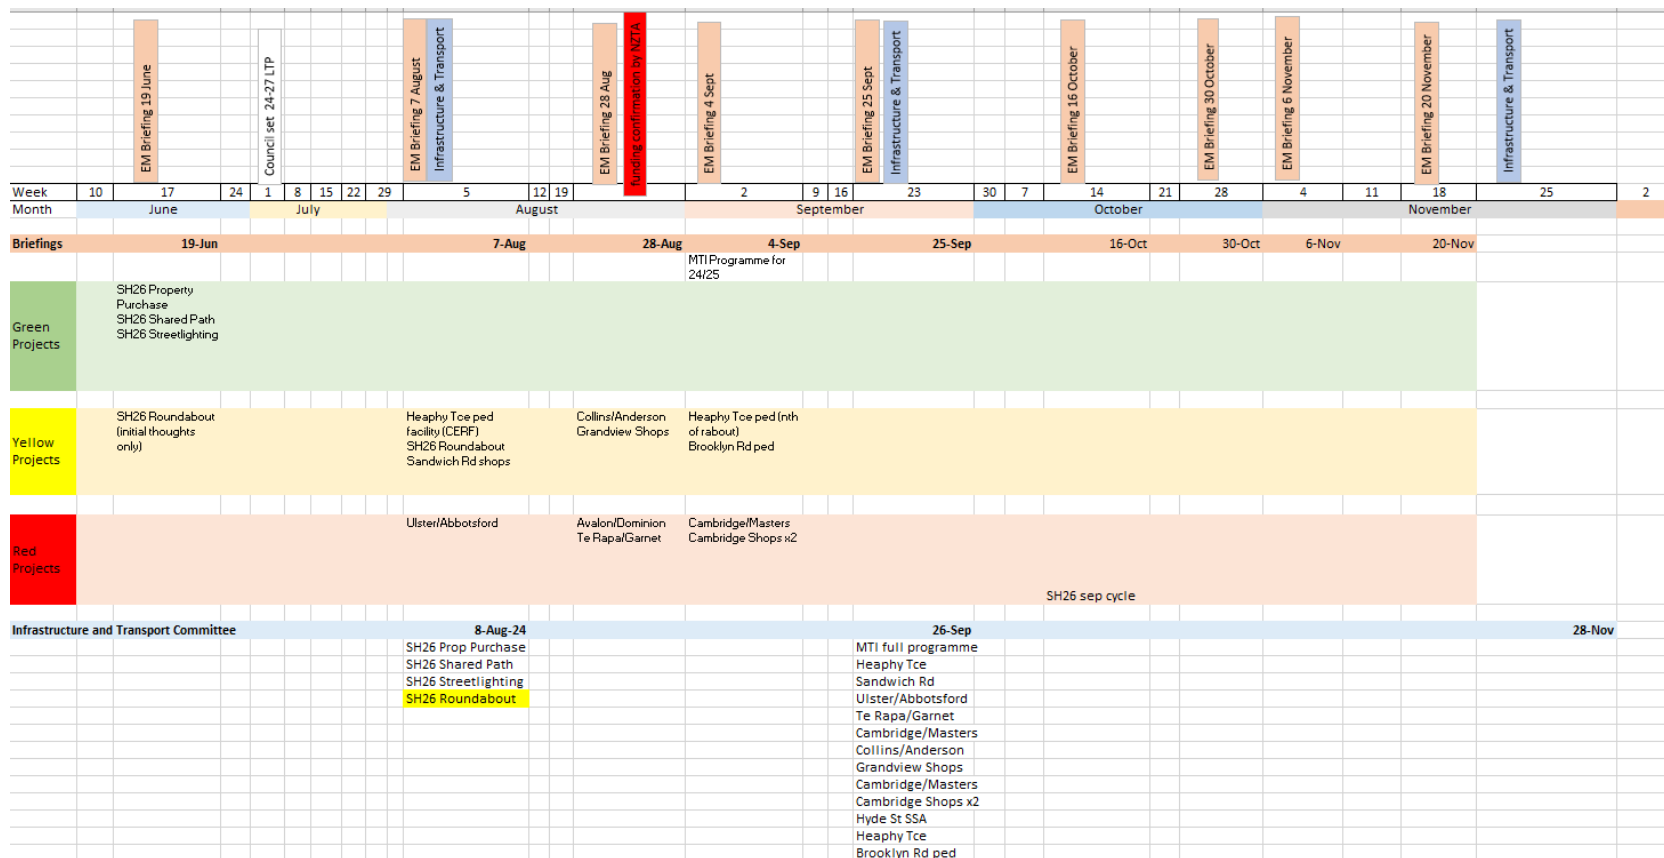 EM Briefing 19 June
Council set  24-27 LTP
EM Briefing 7 August
Infrastructure & Transport
EM Briefing 28 Aug
funding confirmation by NZTA
EM Briefing 4 Sept
EM Briefing 25 Sept
Infrastructure & Transport
EM Briefing 16 October
EM Briefing 30 October
EM Briefing 6 November
EM Briefing 20 November
Infrastructure & Transport
Week 10 17 24 1 8 15 22 29 5 12 19 2 9 16 23 30 7 14 21 28 4 11 18 25 2
Month June July August September October November
Briefings 19-Jun 7-Aug 28-Aug 4-Sep 25-Sep 16-Oct 30-Oct 6-Nov 20-Nov
MTI Programme for
24/25
Green
Projects
SH26 Property
Purchase
SH26 Shared Path
SH26 Streetlighting
Yellow
Projects
SH26 Roundabout
(initial thoughts
only)
Heaphy Tce ped
facility (CERF)
SH26 Roundabout
Sandwich Rd shops
Collins/Anderson
Grandview Shops
Heaphy Tce ped (nth
of rabout)
Brooklyn Rd ped
Red
Projects
Ulster/Abbotsford
Avalon/Dominion
Te Rapa/Garnet
Cambridge/Masters
Cambridge Shops x2
SH26 sep cycle
Infrastructure and Transport Committee 8-Aug-24 26-Sep 28-Nov
SH26 Prop Purchase
SH26 Shared Path
SH26 Streetlighting
SH26 Roundabout
MTI full programme
Heaphy Tce
Sandwich Rd
Ulster/Abbotsford
Te Rapa/Garnet
Cambridge/Masters
Collins/Anderson
Grandview Shops
Cambridge/Masters
Cambridge Shops x2
Hyde St SSA
Heaphy Tce
Brooklyn Rd ped